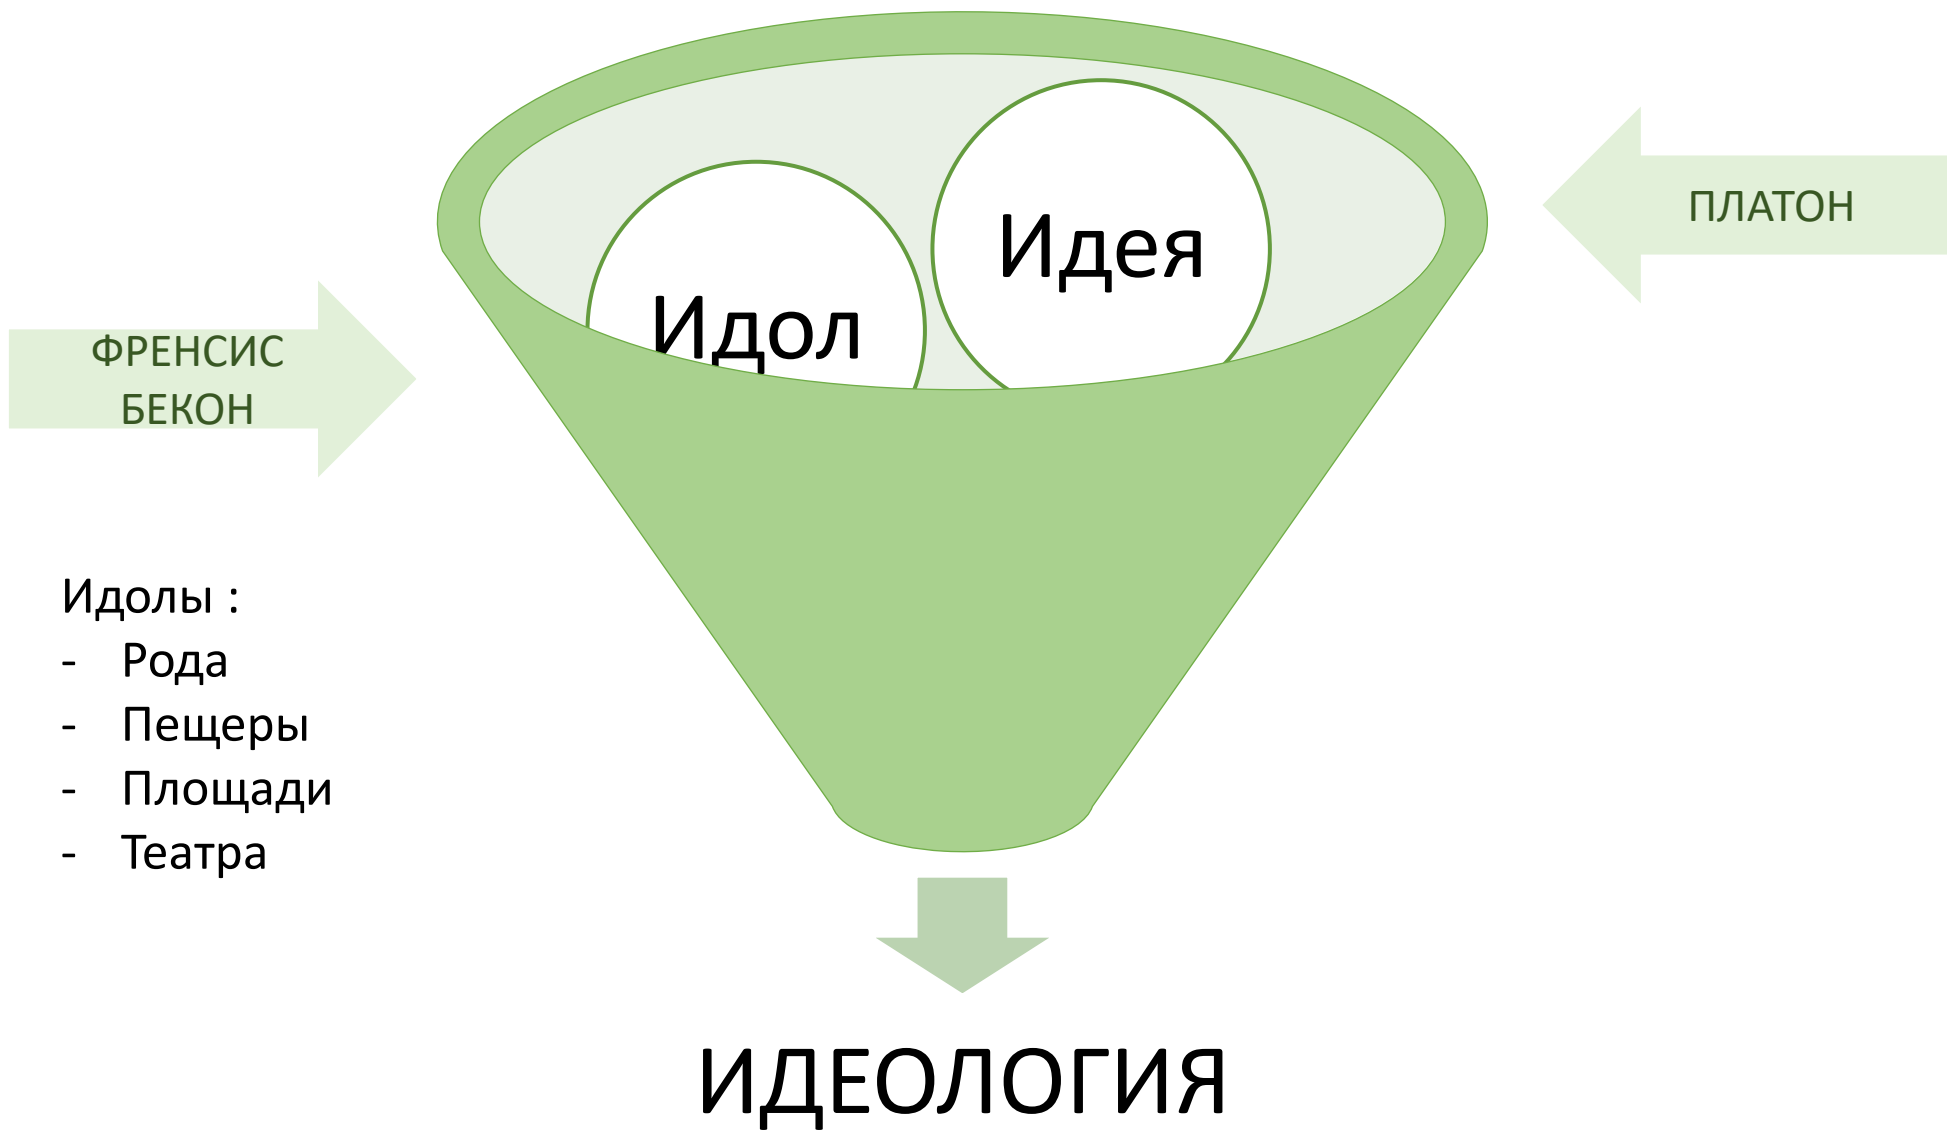 Идея
ПЛАТОН
Идол
ФРЕНСИС
БЕКОН
Идолы :
- Рода
- Пещеры
- Площади
- Театра
ИДЕОЛОГИЯ